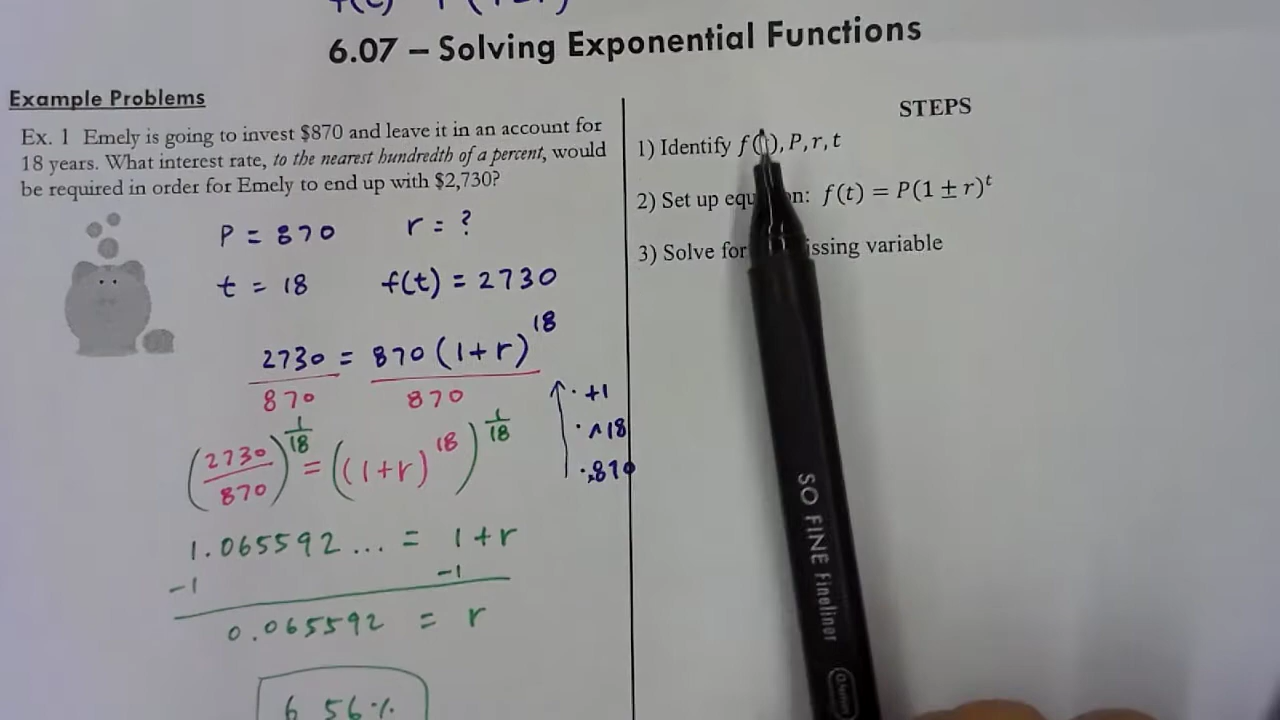 f(t) P(1+r)
6.07 – Solving Exponential Functions
Example Problems
Ex. 1 Emely is going to invest $870 and leave it in an account for
18 years. What interest rate, to the nearest hundredth of a percent, would
be required in order for Emely to end up with $2,730?
P = 870 r = ?
t = 18 f(t) = 2730
2730 = 870 (1+r)^18
870 870
(2730/870)^1/18 = ((1+r)^18)^1/18
1.065592... = 1+r
-1 -1
0.065592 = r
6.56%
· +1
· ^18
· x870
STEPS
1) Identify f( ), P, r, t
2) Set up equ n: f(t) = P(1 ± r)^t
3) Solve for issing variable
SO FINE Fineliner